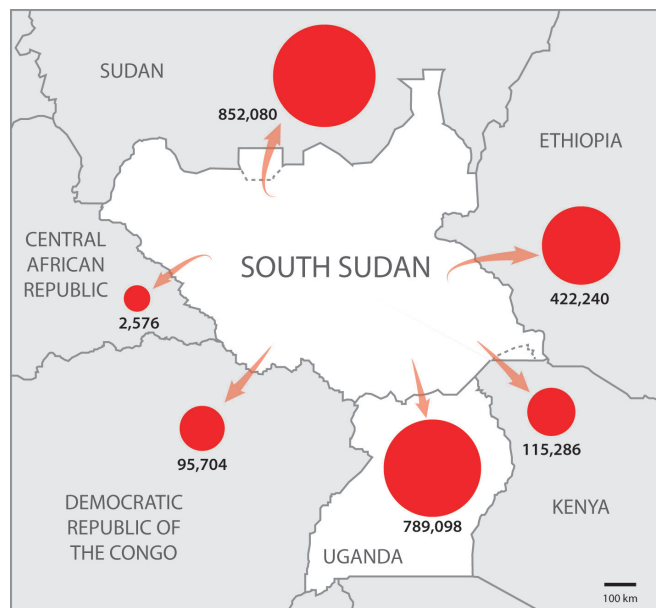 SUDAN
852,080
ETHIOPIA
CENTRAL
AFRICAN
REPUBLIC
SOUTH SUDAN
422,240
2,576
115,286
95,704
DEMOCRATIC
REPUBLIC OF
THE CONGO
KENYA
789,098
UGANDA
100 km